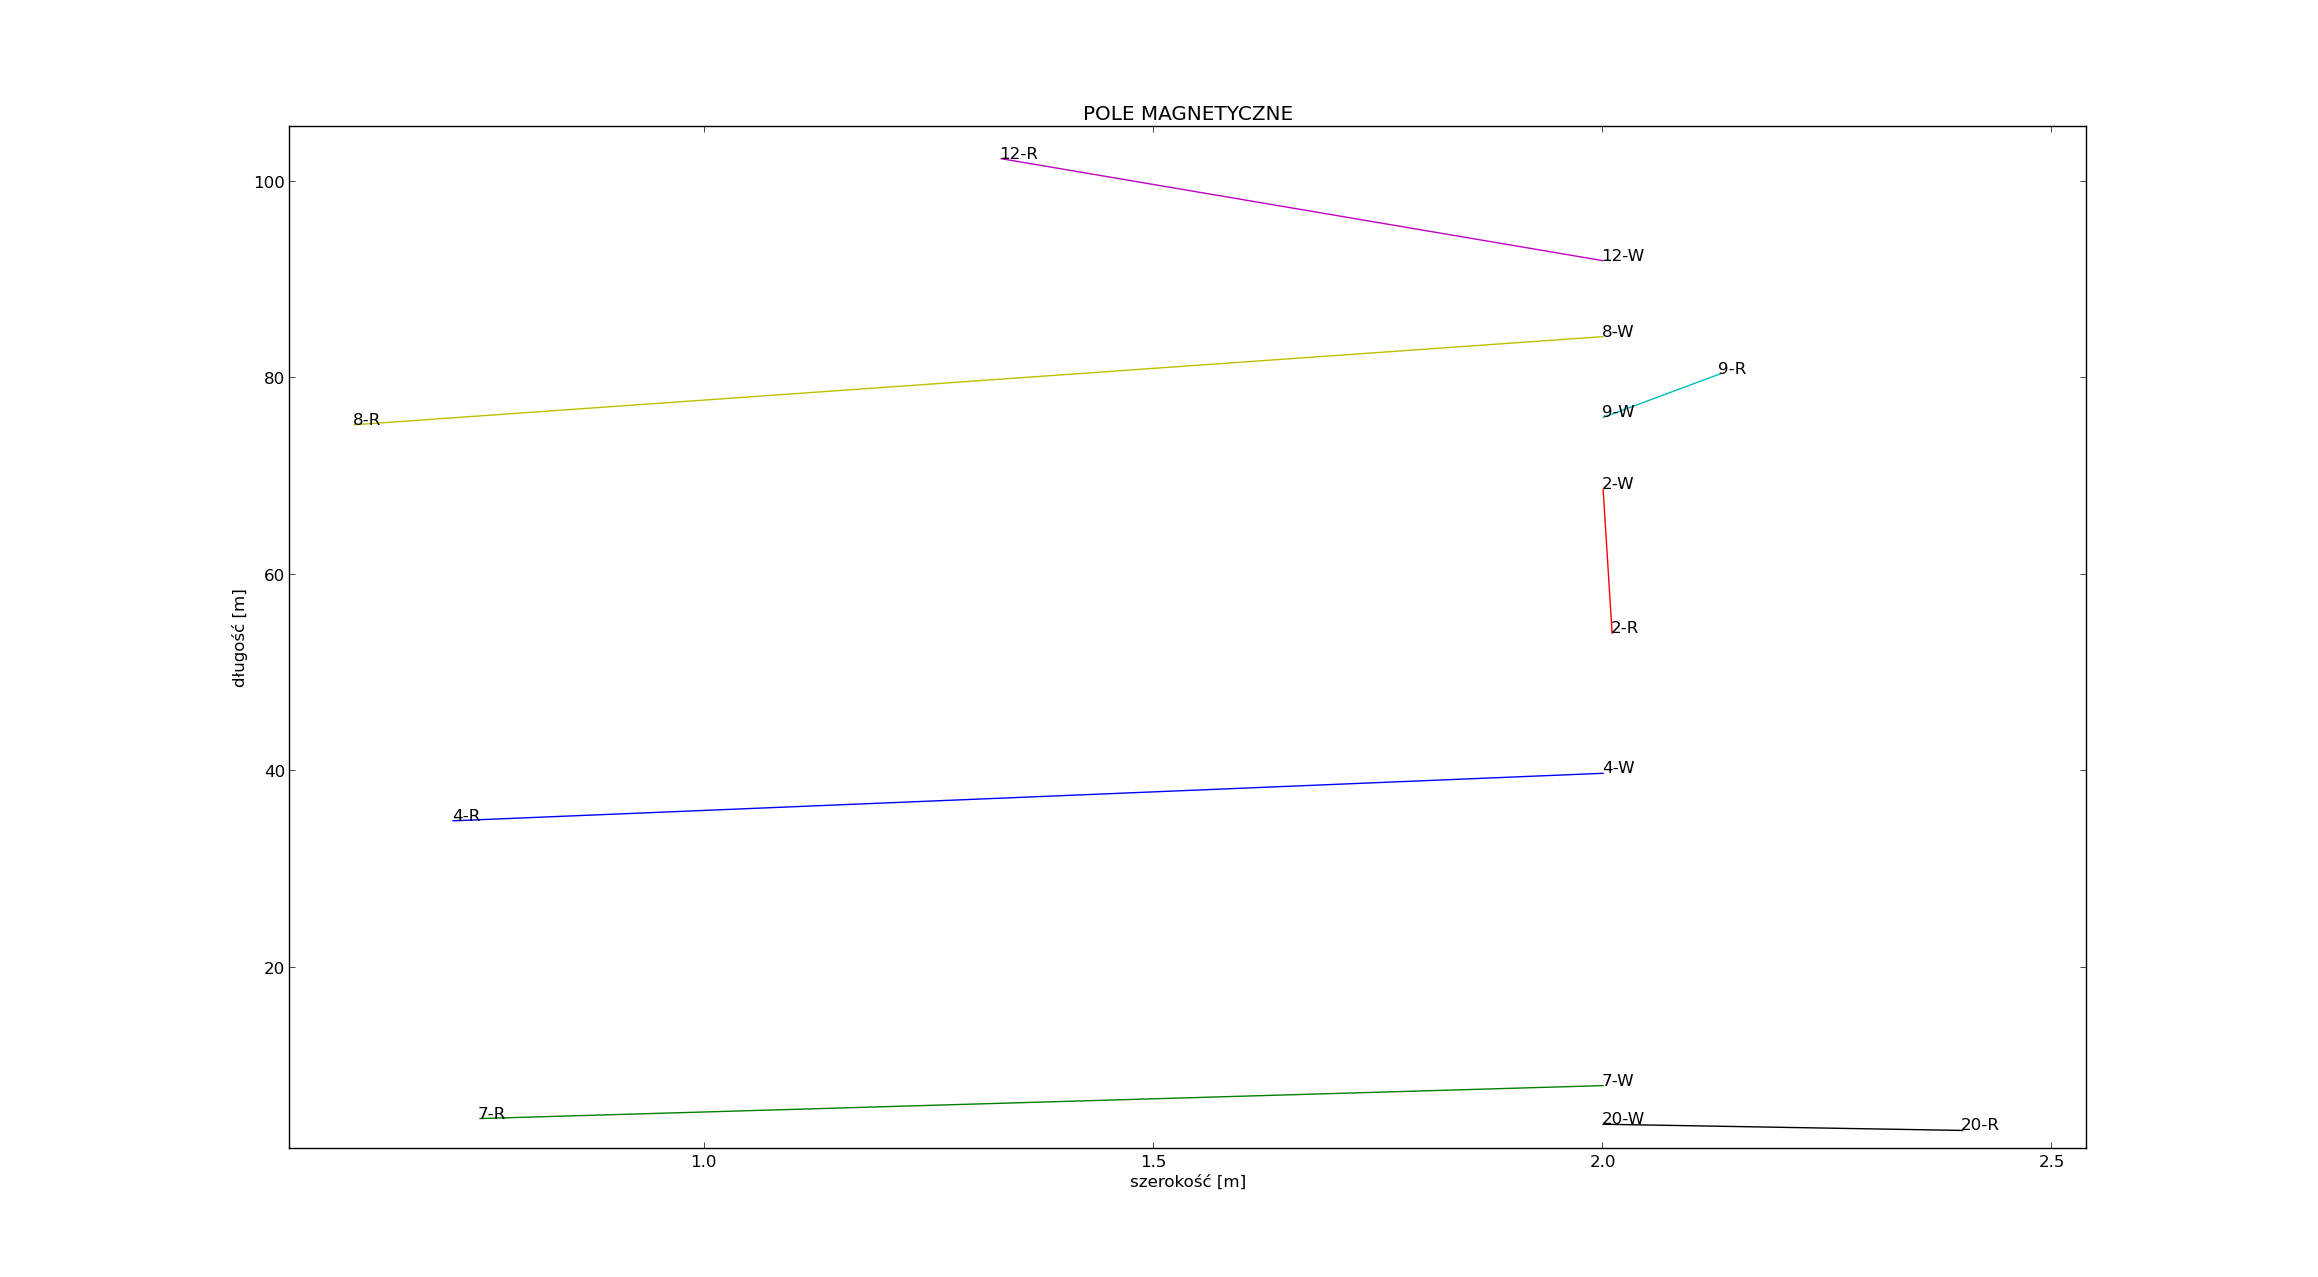 POLE MAGNETYCZNE
12-R
100
12-W
8-W
9-R
80
9-W
8-R
2-W
60
2-R
długość [m]
4-W
40
4-R
20
7-W
7-R
20-W
20-R
1.0
1.5
2.0
2.5
szerokość [m]